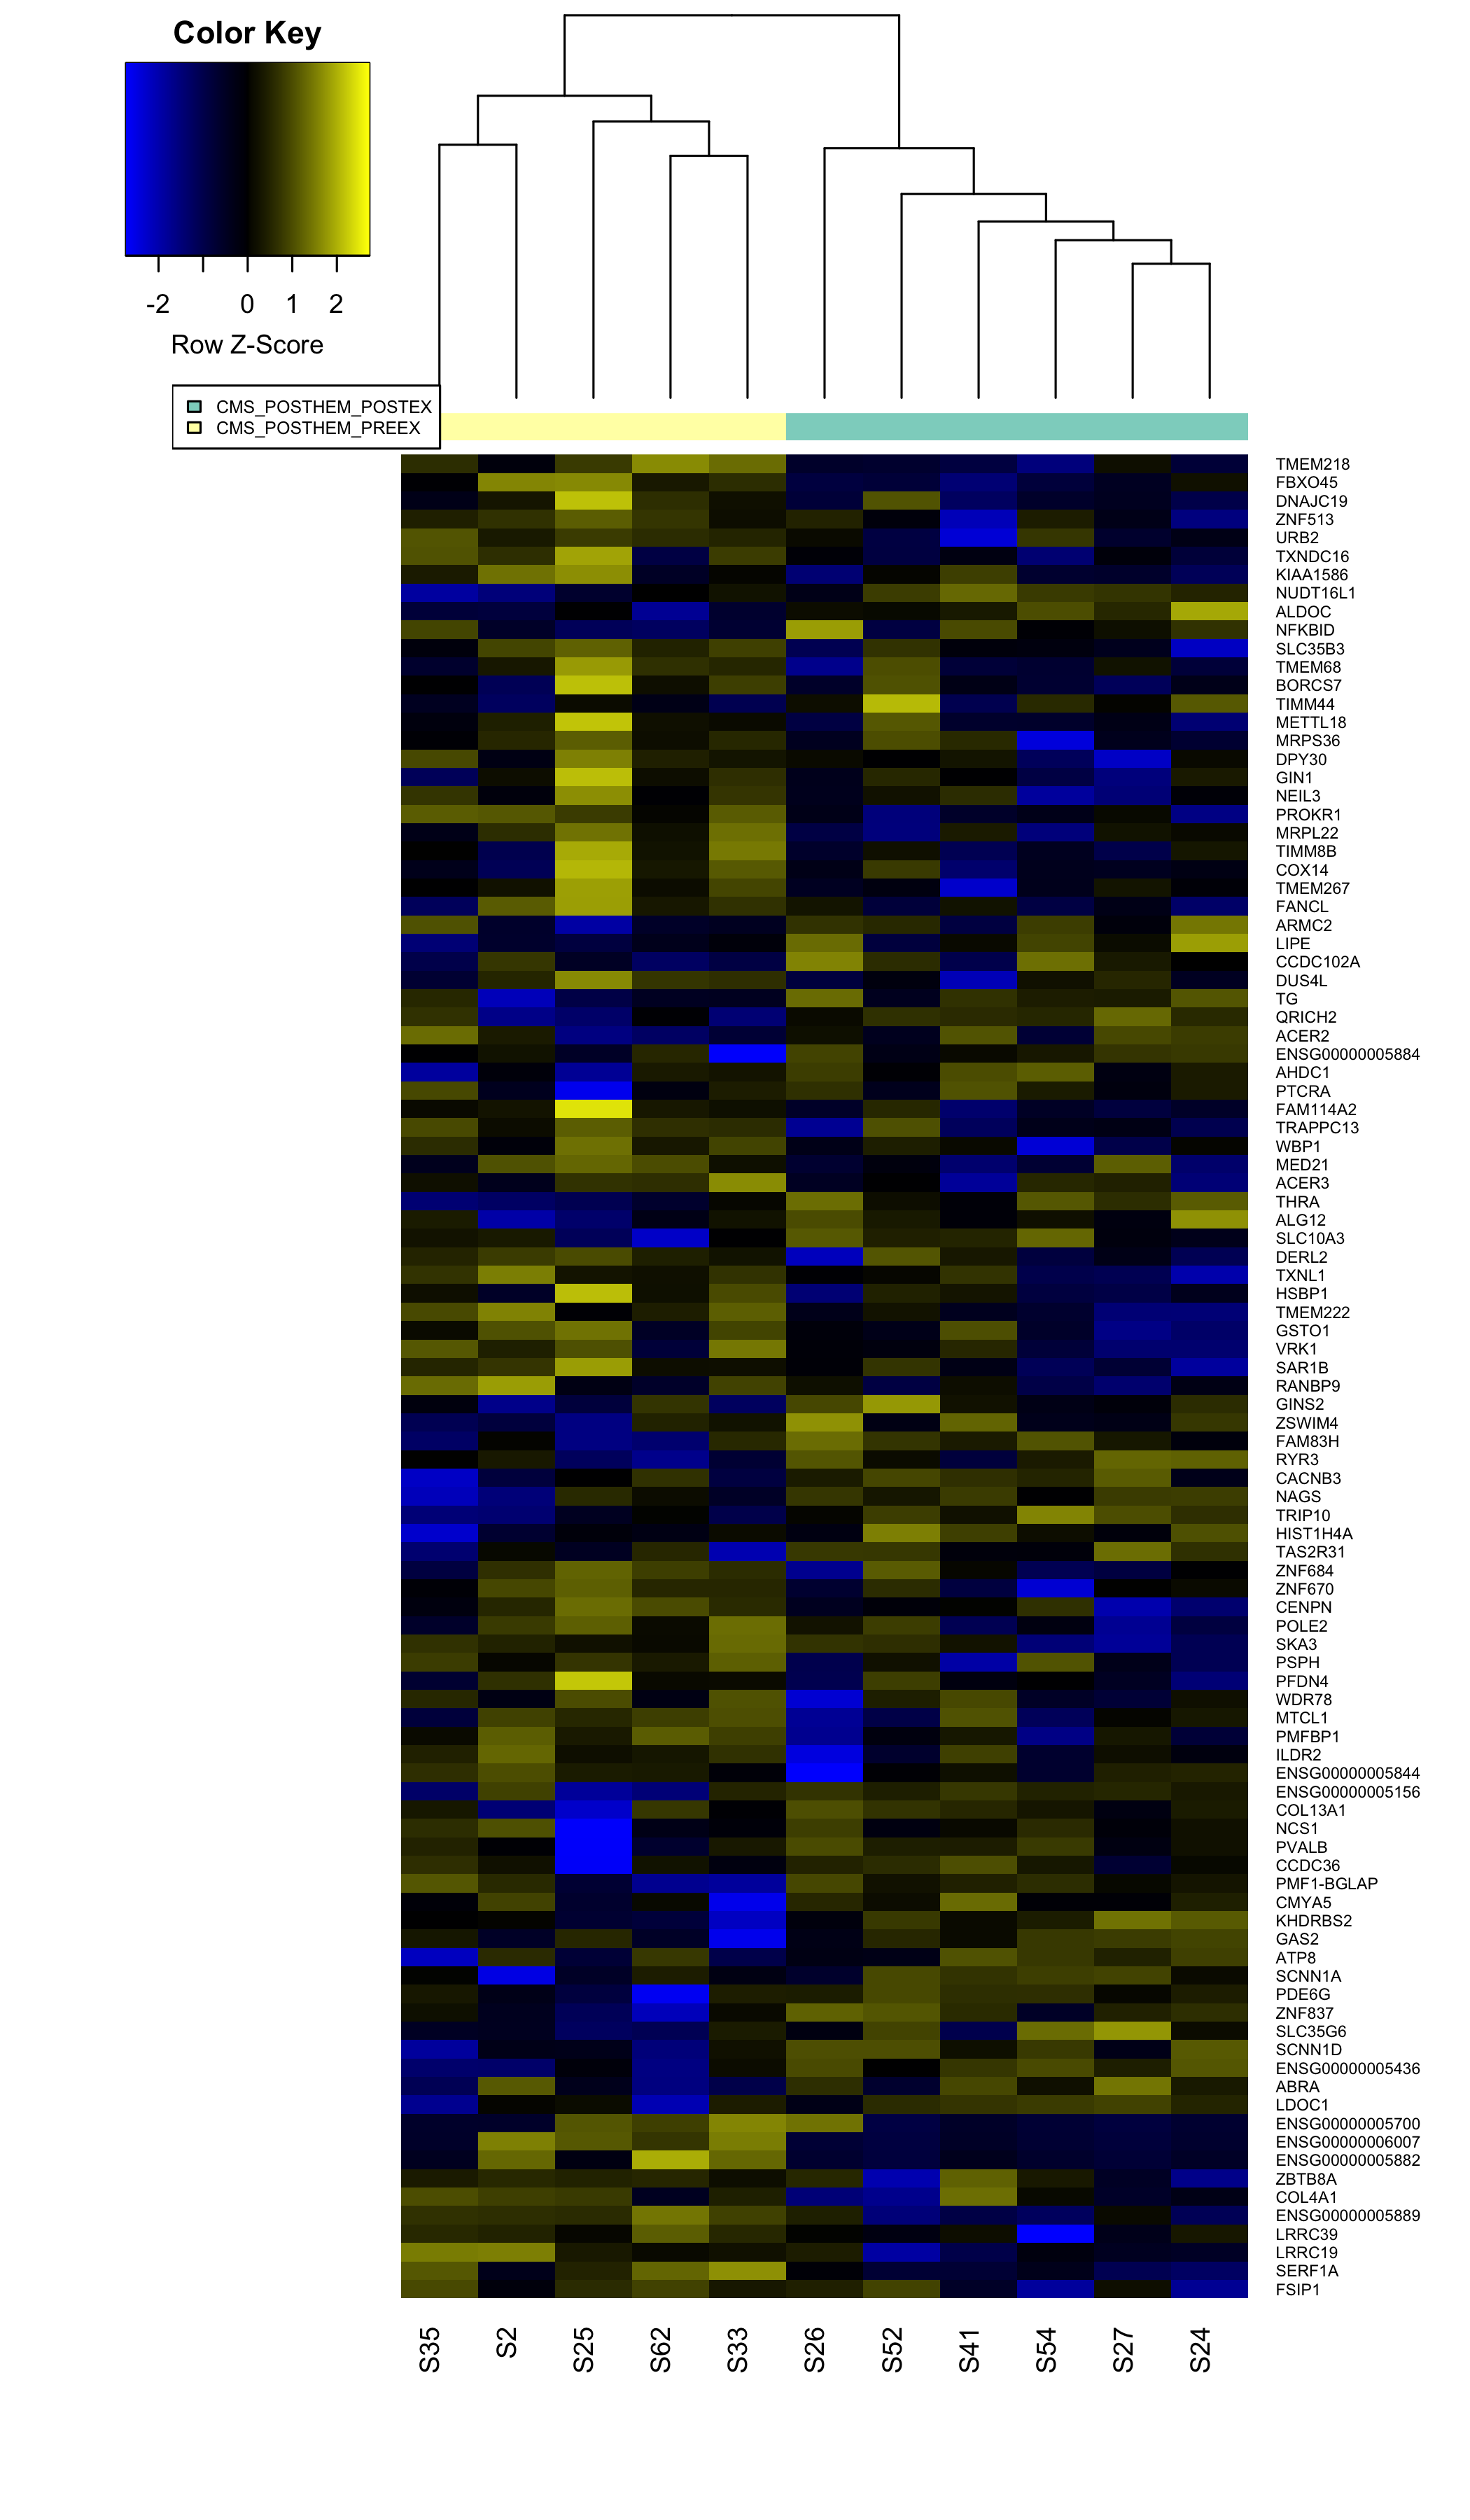 Color Key
-2 0 1 2
Row Z-Score
CMS_POSTHEM_POSTEX
CMS_POSTHEM_PREEX
TMEM218
FBXO45
DNAJC19
ZNF513
URB2
TXNDC16
KIAA1586
NUDT16L1
ALDOC
NFKBID
SLC35B3
TMEM68
BORCS7
TIMM44
METTL18
MRPS36
DPY30
GIN1
NEIL3
PROKR1
MRPL22
TIMM8B
COX14
TMEM267
FANCL
ARMC2
LIPE
CCDC102A
DUS4L
TG
QRICH2
ACER2
ENSG00000005884
AHDC1
PTCRA
FAM114A2
TRAPPC13
WBP1
MED21
ACER3
THRA
ALG12
SLC10A3
DERL2
TXNL1
HSBP1
TMEM222
GSTO1
VRK1
SAR1B
RANBP9
GINS2
ZSWIM4
FAM83H
RYR3
CACNB3
NAGS
TRIP10
HIST1H4A
TAS2R31
ZNF684
ZNF670
CENPN
POLE2
SKA3
PSPH
PFDN4
WDR78
MTCL1
PMFBP1
ILDR2
ENSG00000005844
ENSG00000005156
COL13A1
NCS1
PVALB
CCDC36
PMF1-BGLAP
CMYA5
KHDRBS2
GAS2
ATP8
SCNN1A
PDE6G
ZNF837
SLC35G6
SCNN1D
ENSG00000005436
ABRA
LDOC1
ENSG00000005700
ENSG00000006007
ENSG00000005882
ZBTB8A
COL4A1
ENSG00000005889
LRRC39
LRRC19
SERF1A
FSIP1
S35 S2 S25 S62 S33 S26 S52 S41 S54 S27 S24